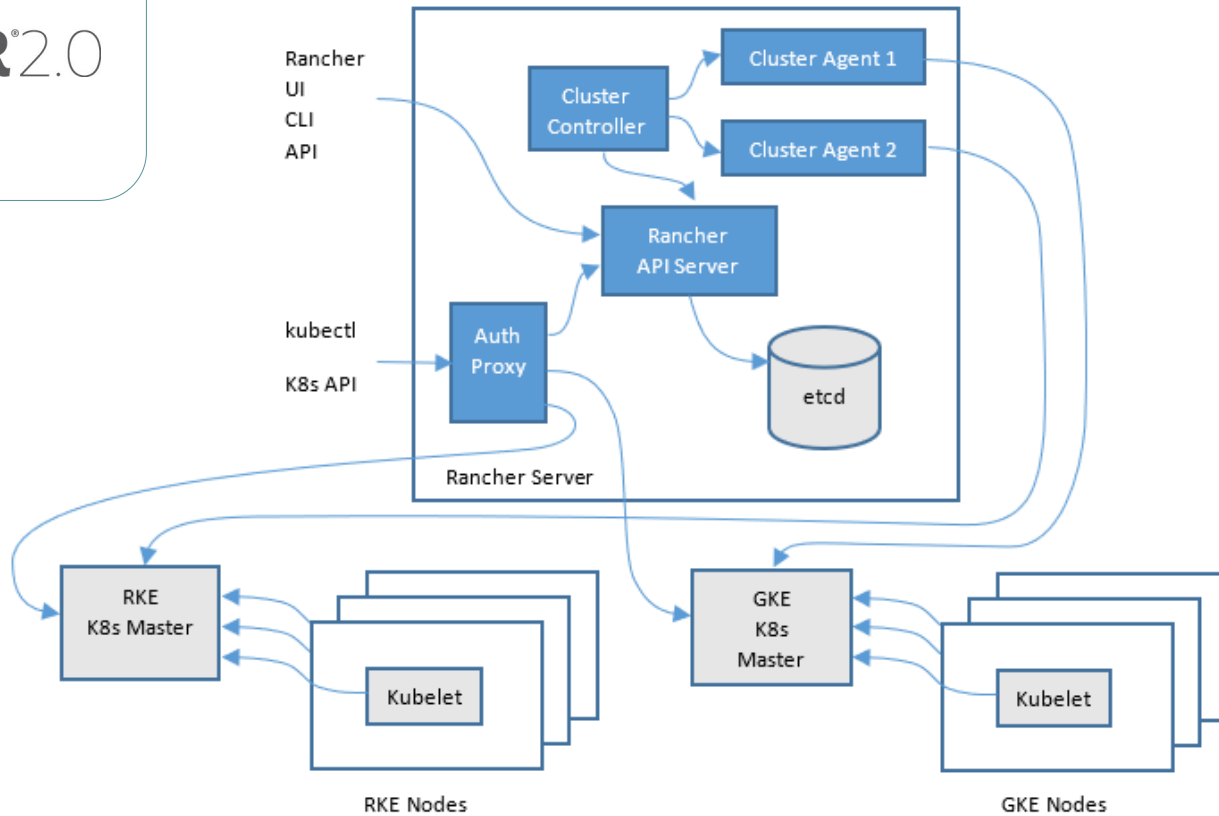 R®2.0
Rancher
UI
CLI
API
Cluster
Controller
Cluster Agent 1
Cluster Agent 2
Rancher
API Server
kubectl
K8s API
Auth
Proxy
etcd
Rancher Server
RKE
K8s Master
Kubelet
RKE Nodes
GKE
K8s
Master
Kubelet
GKE Nodes